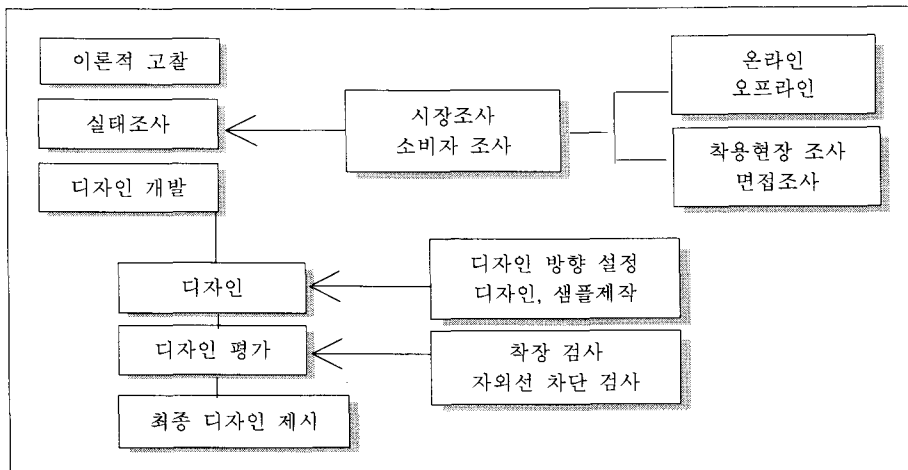 이론적 고찰
실태조사
시장조사
소비자 조사
온라인
오프라인
착용현장 조사
면접조사
디자인 개발
디자인
디자인 방향 설정
디자인, 샘플제작
디자인 평가
착장 검사
자외선 차단 검사
최종 디자인 제시